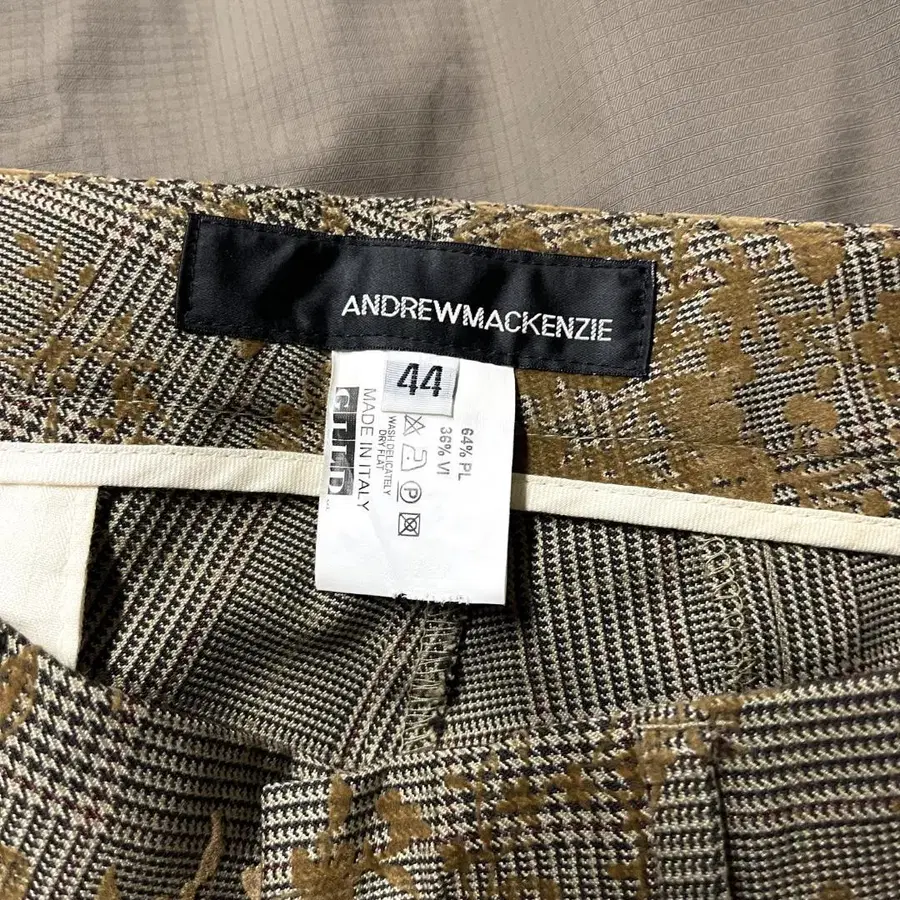 ANDREWMACKENZIE
44
64% PL
36% VI
WASH DELICATELY
DRY FLAT
MADE IN ITALY